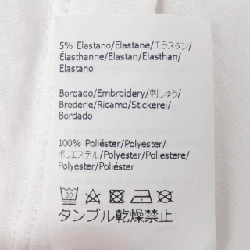 5% Elastano/Elastane/エラスタン/
Élasthanne/Elastan/Elasthan/
Elastano
Bordado/Embroidery/刺しゅう/
Broderie/Ricamo/Stickerei/
Bordado
100% Poliéster/Polyester/
ポリエステル/Polyester/Poliestere/
Polyester/Poliéster
タンブル乾燥禁止